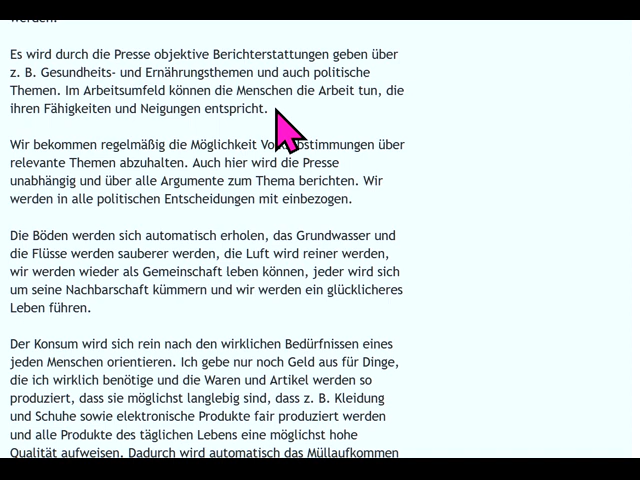 werden.
Es wird durch die Presse objektive Berichterstattungen geben über
z. B. Gesundheits- und Ernährungsthemen und auch politische
Themen. Im Arbeitsumfeld können die Menschen die Arbeit tun, die
ihren Fähigkeiten und Neigungen entspricht.
Wir bekommen regelmäßig die Möglichkeit über
relevante Themen abzuhalten. Auch hier wird die Presse
unabhängig und über alle Argumente zum Thema berichten. Wir
werden in alle politischen Entscheidungen mit einbezogen.
Die Böden werden sich automatisch erholen, das Grundwasser und
die Flüsse werden sauberer werden, die Luft wird reiner werden,
wir werden wieder als Gemeinschaft leben können, jeder wird sich
um seine Nachbarschaft kümmern und wir werden ein glücklicheres
Leben führen.
Der Konsum wird sich rein nach den wirklichen Bedürfnissen eines
jeden Menschen orientieren. Ich gebe nur noch Geld aus für Dinge,
die ich wirklich benötige und die Waren und Artikel werden so
produziert, dass sie möglichst langlebig sind, dass z. B. Kleidung
und Schuhe sowie elektronische Produkte fair produziert werden
und alle Produkte des täglichen Lebens eine möglichst hohe
Qualität aufweisen. Dadurch wird automatisch das Müllaufkommen